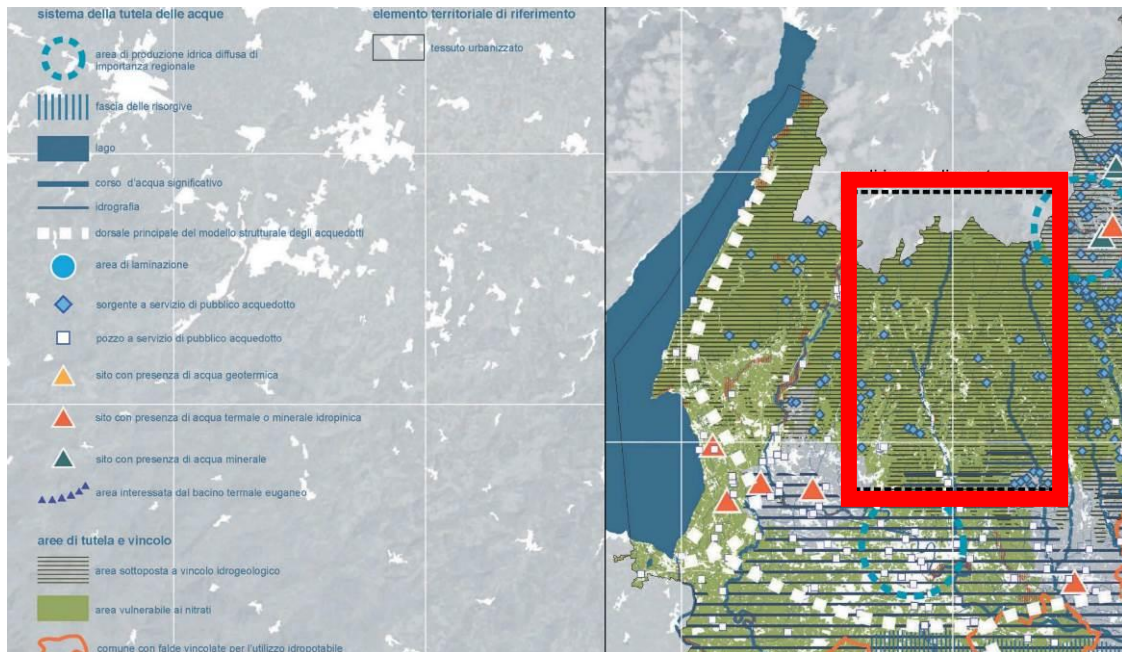 sistema della tutela delle acque
area di produzione idrica diffusa di
importanza regionale
fascia delle risorgive
lago
corso d'acqua significativo
idrografia
dorsale principale del modello strutturale degli acquedotti
area di laminazione
sorgente a servizio di pubblico acquedotto
pozzo a servizio di pubblico acquedotto
sito con presenza di acqua geotermica
sito con presenza di acqua termale o minerale idropinica
sito con presenza di acqua minerale
area interessata dal bacino termale euganeo
aree di tutela e vincolo
area sottoposta a vincolo idrogeologico
area vulnerabile ai nitrati
comune con falde vincolate per l'utilizzo idropotabile
elemento territoriale di riferimento
tessuto urbanizzato